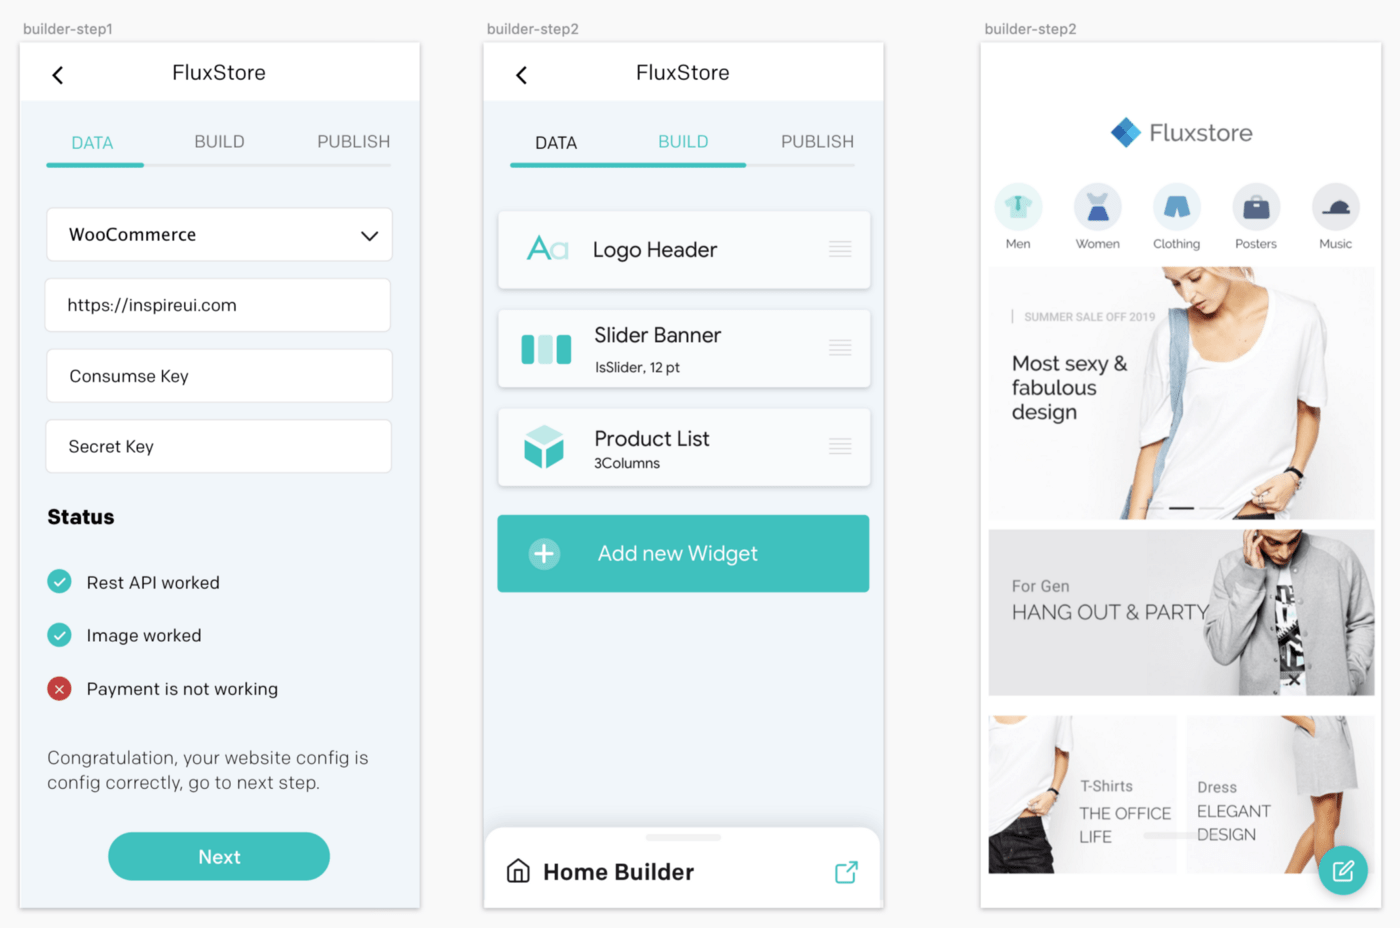 builder-step1
FluxStore
DATA
BUILD
PUBLISH
WooCommerce
https://inspireui.com
Consumse Key
Secret Key
Status
Rest API worked
Image worked
Payment is not working
Congratulation, your website config is
config correctly, go to next step.
Next
builder-step2
FluxStore
DATA
BUILD
PUBLISH
Aa
Logo Header
Slider Banner
IsSlider, 12 pt
Product List
3Columns
Add new Widget
Home Builder
builder-step2
Fluxstore
Men
Women
Clothing
Posters
Music
SUMMER SALE OFF 2019
Most sexy &
fabulous
design
For Gen
HANG OUT & PARTY
T-Shirts
THE OFFICE
LIFE
Dress
ELEGANT
DESIGN